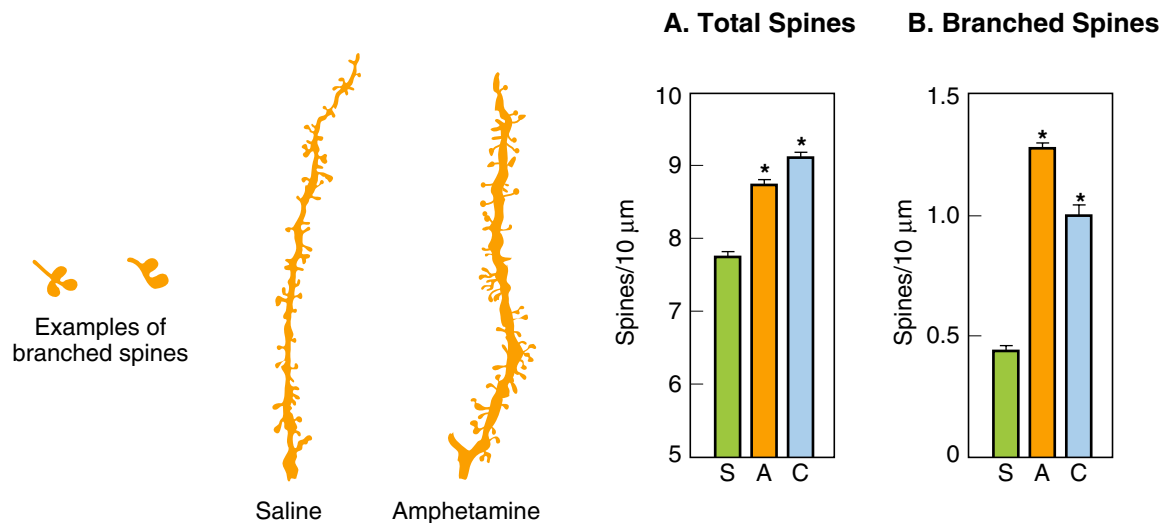 A. Total Spines
B. Branched Spines
Examples of
branched spines
Saline
Amphetamine
Spines/10 μm
10
9
8
7
6
5
*
*
S A C
Spines/10 μm
1.5
1.0
0.5
0
*
*
S A C